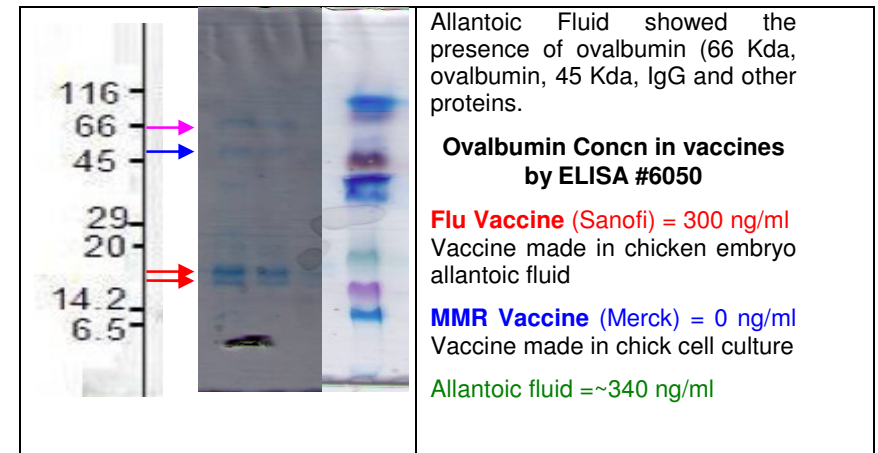 116
66
45
29
20
14.2
6.5
Allantoic Fluid showed the
presence of ovalbumin (66 Kda,
ovalbumin, 45 Kda, IgG and other
proteins.
Ovalbumin Concn in vaccines
by ELISA #6050
Flu Vaccine (Sanofi) = 300 ng/ml
Vaccine made in chicken embryo
allantoic fluid
MMR Vaccine (Merck) = 0 ng/ml
Vaccine made in chick cell culture
Allantoic fluid =~340 ng/ml